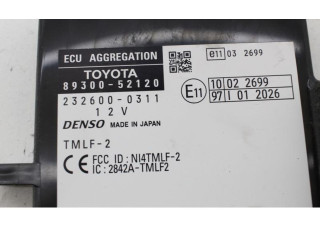 ECU AGGREGATION
e11 03 2699
TOYOTA
89300-52120
232600-0311
12V
E11 10 02 2699
97 I 01 2026
DENSO MADE IN JAPAN
TMLF-2
CE FCC ID : NI4TMLF-2
IC : 2842A-TMLF2